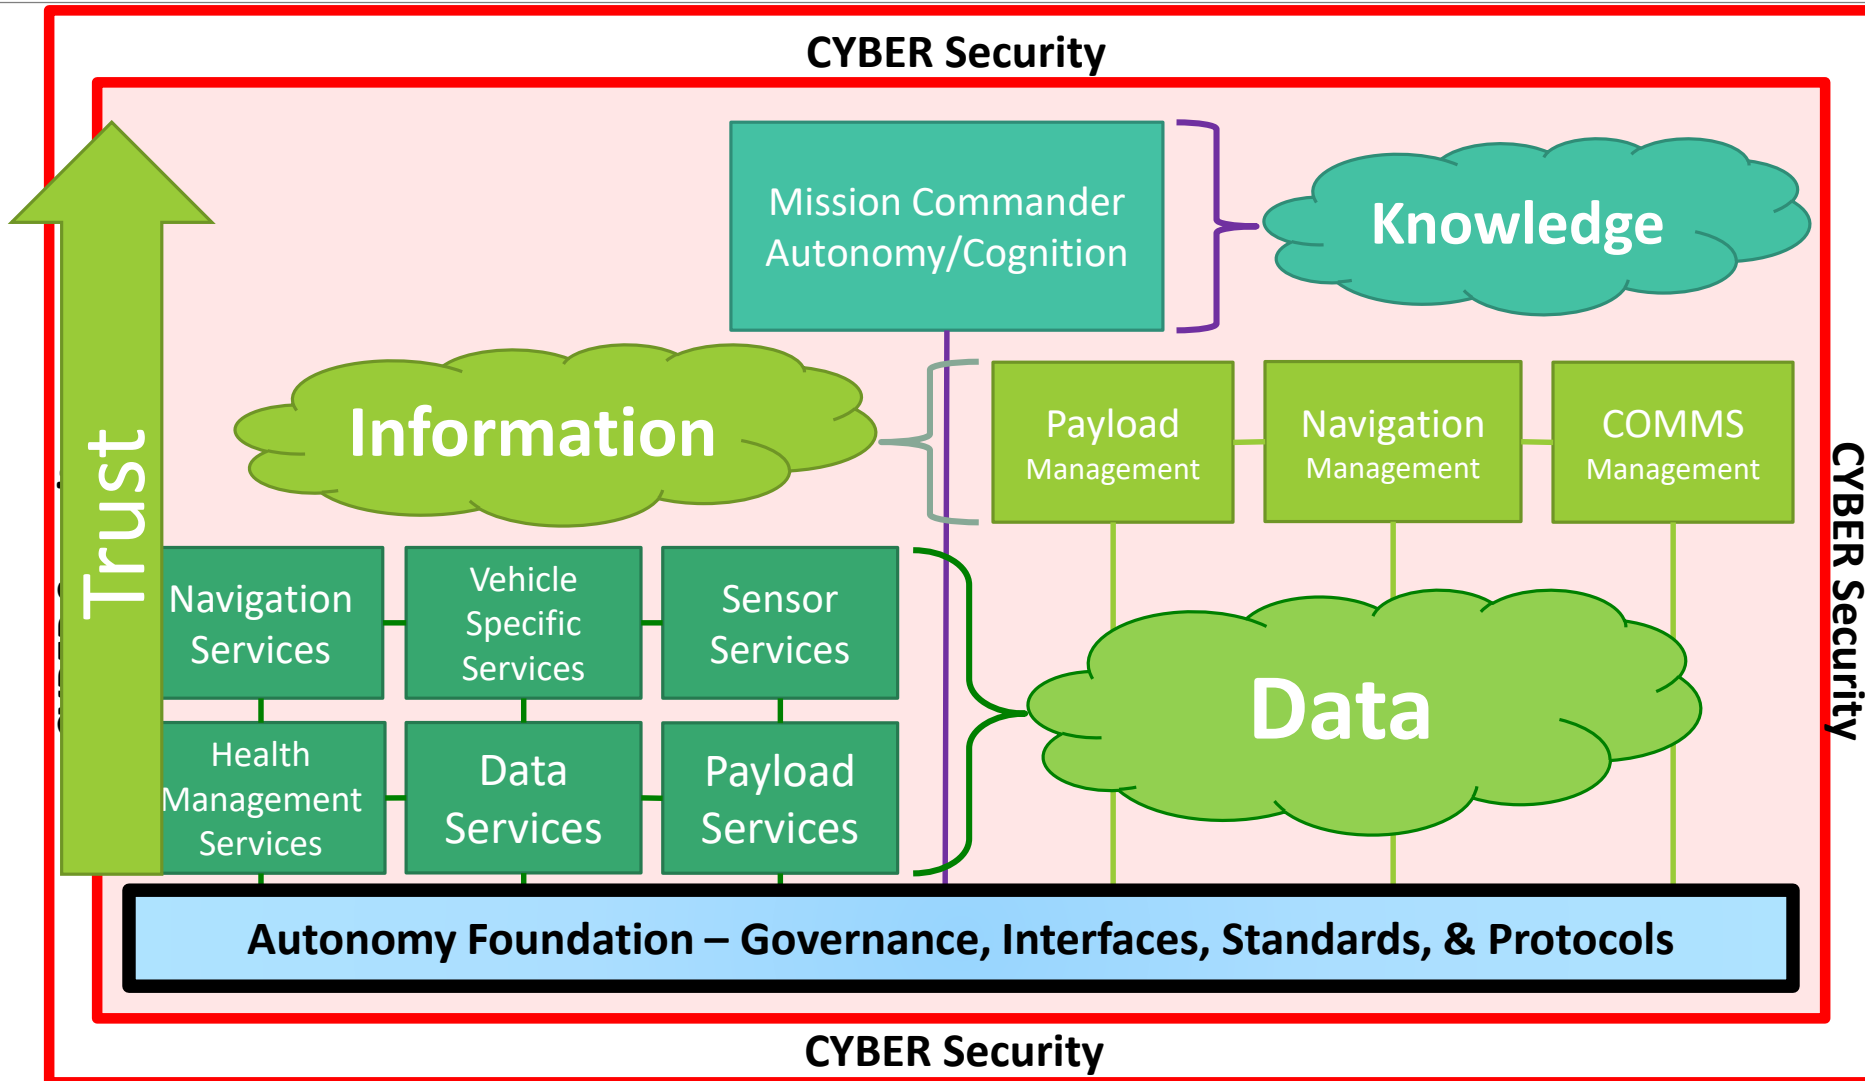 CYBER Security
Mission Commander
Autonomy/Cognition
Knowledge
Information
Payload
Management
Navigation
Management
COMMS
Management
Trust
CYBER Security
Navigation
Services
Vehicle
Specific
Services
Sensor
Services
Data
Health
Management
Services
Data
Services
Payload
Services
Autonomy Foundation – Governance, Interfaces, Standards, & Protocols
CYBER Security